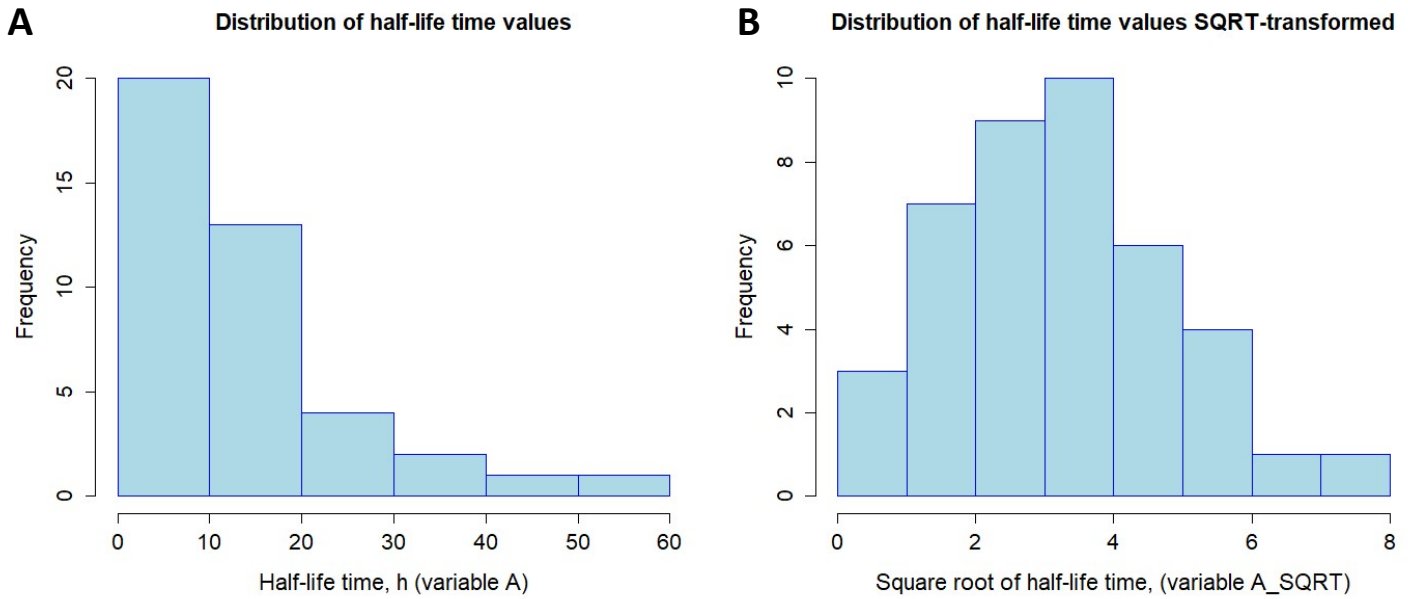 A
Distribution of half-life time values
20
15
10
5
0
Frequency
0 10 20 30 40 50 60
Half-life time, h (variable A)
B
Distribution of half-life time values SQRT-transformed
10
8
6
4
2
0
Frequency
0 2 4 6 8
Square root of half-life time, (variable A_SQRT)